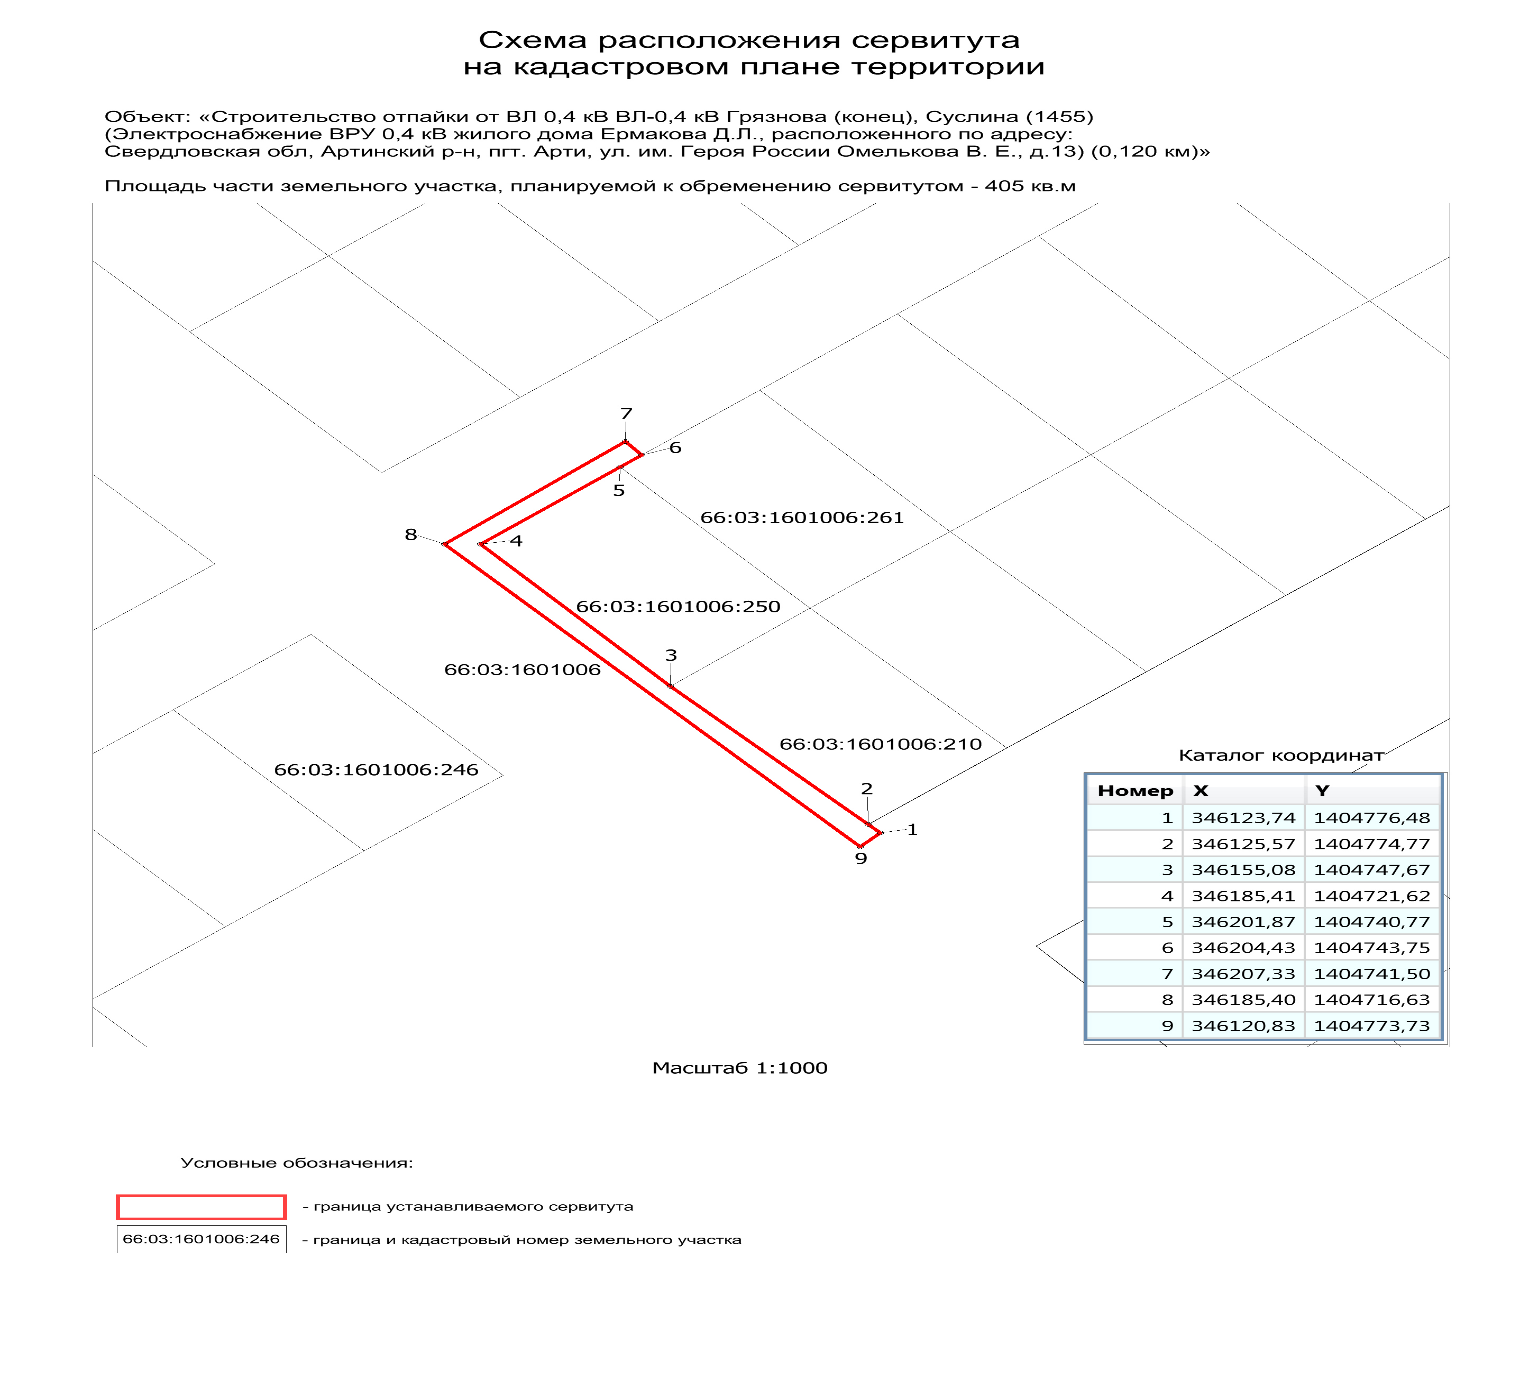 Схема расположения сервитута
на кадастровом плане территории
Объект: «Строительство отпайки от ВЛ 0,4 кВ ВЛ-0,4 кВ Грязнова (конец), Суслина (1455)
(Электроснабжение ВРУ 0,4 кВ жилого дома Ермакова Д.Л., расположенного по адресу:
Свердловская обл, Артинский р-н, пгт. Арти, ул. им. Героя России Омелькова В. Е., д.13) (0,120 км)»
Площадь части земельного участка, планируемой к обременению сервитутом - 405 кв.м
7
6
5
66:03:1601006:261
8
4
66:03:1601006:250
3
66:03:1601006
66:03:1601006:210
66:03:1601006:246
2
1
9
Каталог координат
Номер X Y
1 346123,74 1404776,48
2 346125,57 1404774,77
3 346155,08 1404747,67
4 346185,41 1404721,62
5 346201,87 1404740,77
6 346204,43 1404743,75
7 346207,33 1404741,50
8 346185,40 1404716,63
9 346120,83 1404773,73
Масштаб 1:1000
Условные обозначения:
- граница устанавливаемого сервитута
66:03:1601006:246 - граница и кадастровый номер земельного участка